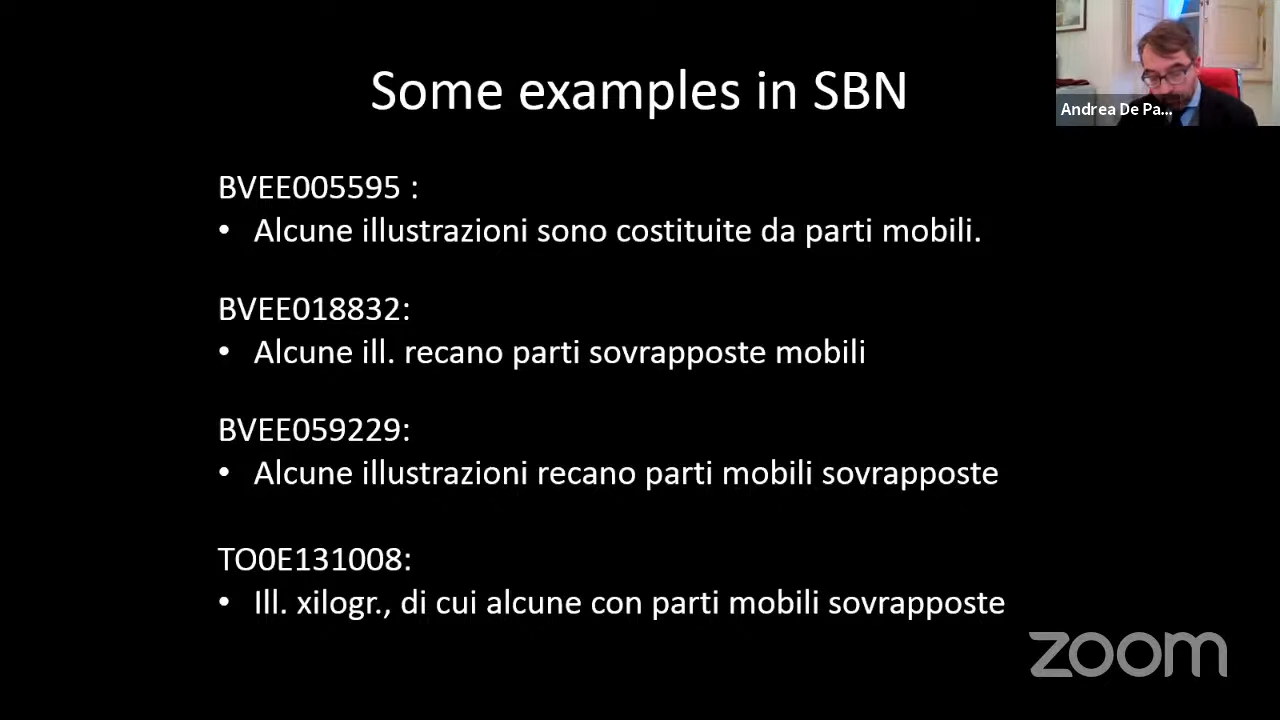 Some examples in SBN
Andrea De Pa...
BVEE005595 :
• Alcune illustrazioni sono costituite da parti mobili.
BVEE018832:
• Alcune ill. recano parti sovrapposte mobili
BVEE059229:
• Alcune illustrazioni recano parti mobili sovrapposte
TO0E131008:
• Ill. xilogr., di cui alcune con parti mobili sovrapposte
zoom